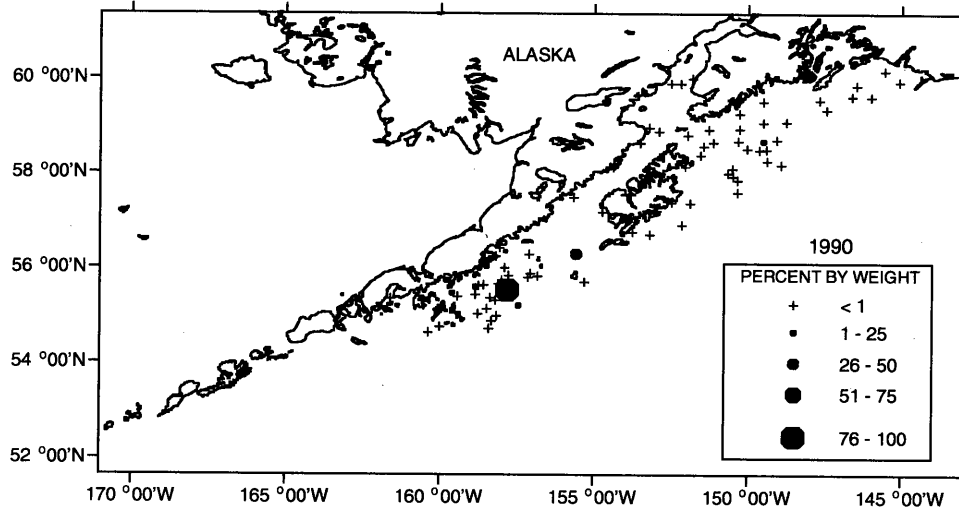 ALASKA
60 °00'N
58 °00'N
56 °00'N
54 °00'N
52 °00'N
1990
PERCENT BY WEIGHT
+ < 1
1 - 25
26 - 50
51 - 75
76 - 100
170 °00'W 165 °00'W 160 °00'W 155 °00'W 150 °00'W 145 °00'W